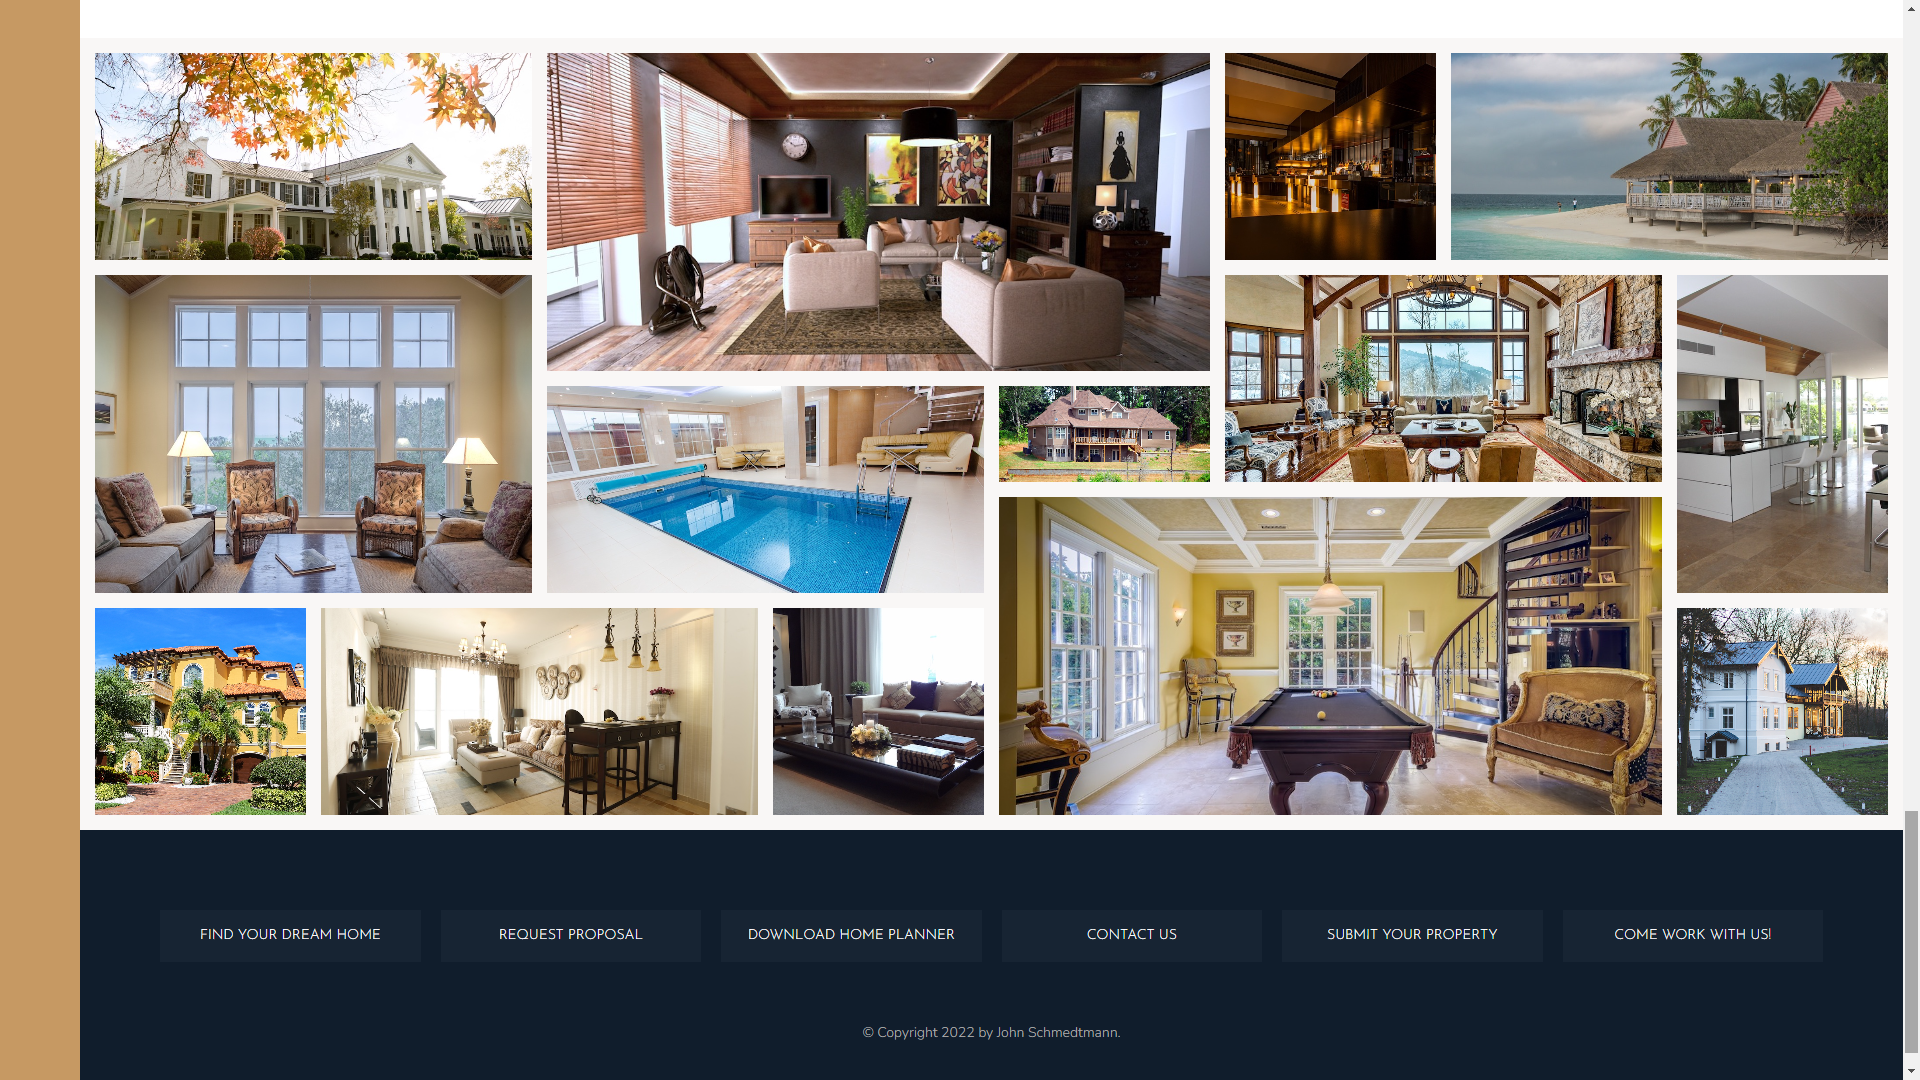 FIND YOUR DREAM HOME
REQUEST PROPOSAL
DOWNLOAD HOME PLANNER
CONTACT US
SUBMIT YOUR PROPERTY
COME WORK WITH US!
© Copyright 2022 by John Schmedtmann.